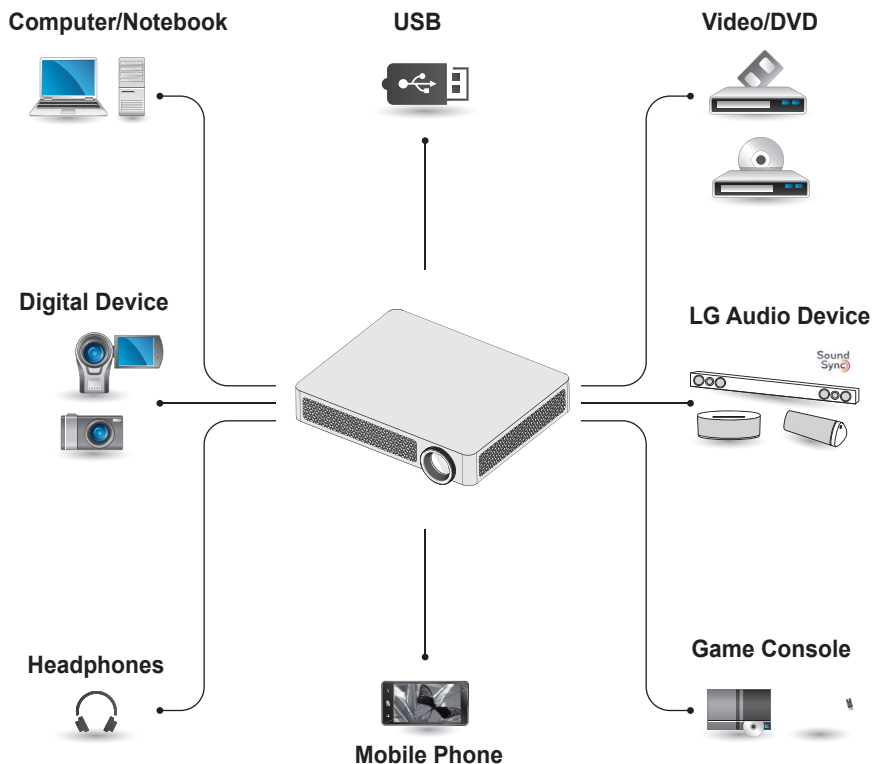 Computer/Notebook
USB
Video/DVD
Digital Device
LG Audio Device
Sound
Sync
Headphones
Game Console
Mobile Phone